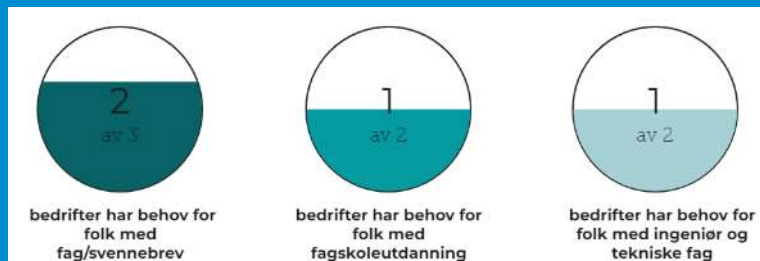 2
av 3
bedrifter har behov for
folk med
fag/svennebrev
1
av 2
bedrifter har behov for
folk med
fagskoleutdanning
1
av 2
bedrifter har behov for
folk med ingeniør og
tekniske fag